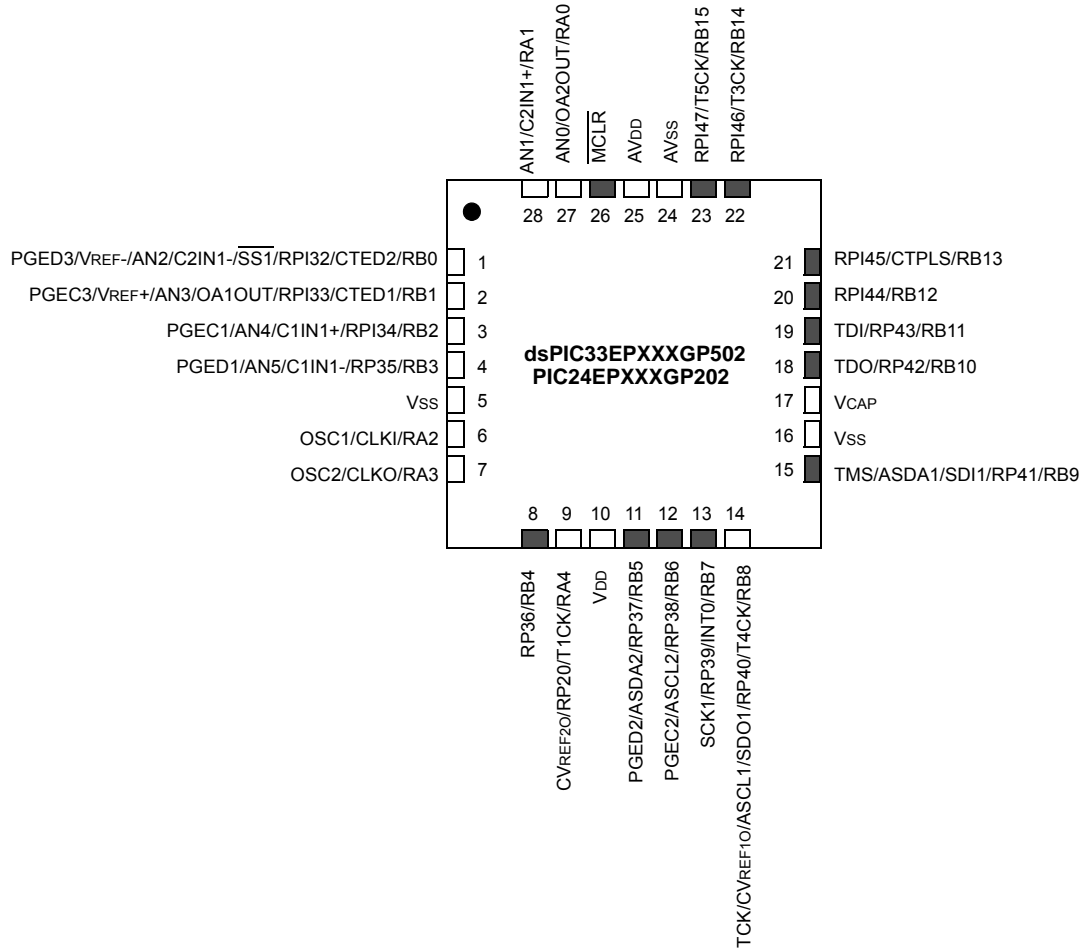 AN1/C2IN1+/RA1
AN0/OA2OUT/RA0
MCLR
AVDD
AVSS
RPI47/T5CK/RB15
RPI46/T3CK/RB14
28 27 26 25 24 23 22
PGED3/VREF-/AN2/C2IN1-/SS1/RPI32/CTED2/RB0 1
PGEC3/VREF+/AN3/OA1OUT/RPI33/CTED1/RB1 2
PGEC1/AN4/C1IN1+/RPI34/RB2 3
PGED1/AN5/C1IN1-/RP35/RB3 4
VSS 5
OSC1/CLKI/RA2 6
OSC2/CLKO/RA3 7
dsPIC33EPXXXGP502
PIC24EPXXXGP202
21 RPI45/CTPLS/RB13
20 RPI44/RB12
19 TDI/RP43/RB11
18 TDO/RP42/RB10
17 VCAP
16 VSS
15 TMS/ASDA1/SDI1/RP41/RB9
8 9 10 11 12 13 14
RP36/RB4
CVREF2O/RP20/T1CK/RA4
VDD
PGED2/ASDA2/RP37/RB5
PGEC2/ASCL2/RP38/RB6
SCK1/RP39/INT0/RB7
TCK/CVREF1O/ASCL1/SDO1/RP40/T4CK/RB8